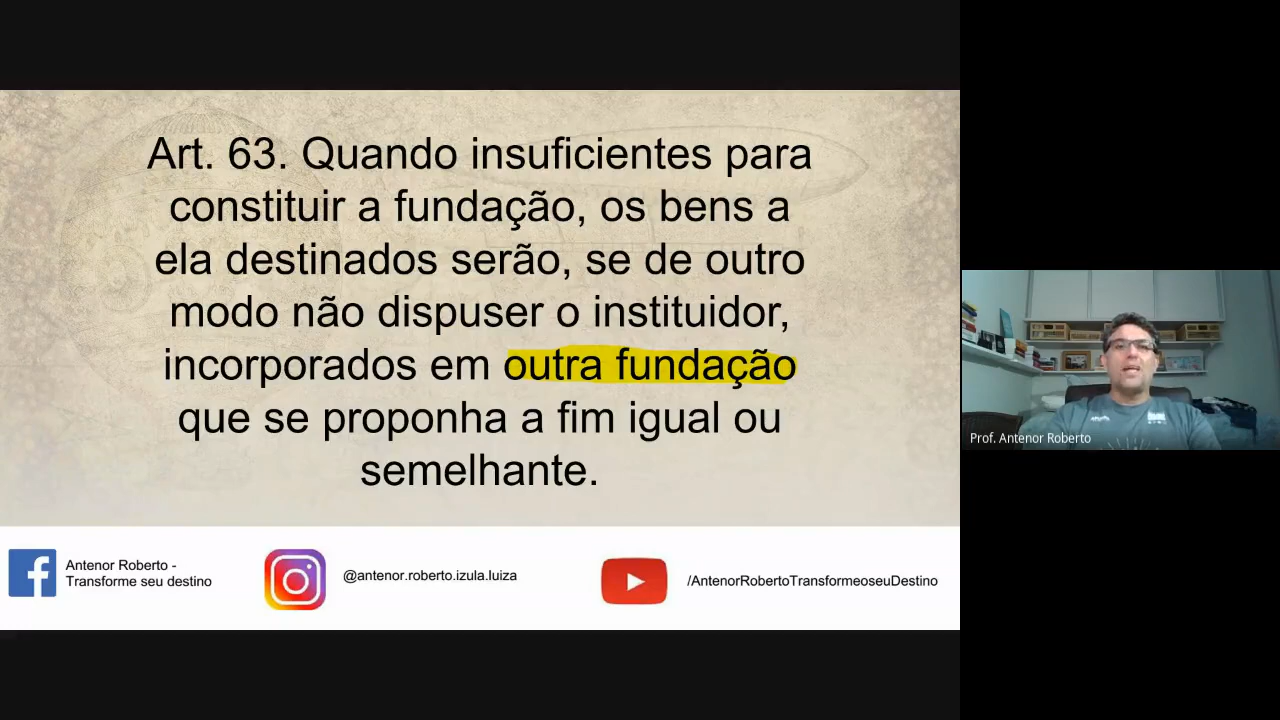 Art. 63. Quando insuficientes para
constituir a fundação, os bens a
ela destinados serão, se de outro
modo não dispuser o instituidor,
incorporados em outra fundação
que se proponha a fim igual ou
semelhante.
Antenor Roberto -
Transforme seu destino
@antenor.roberto.izula.luiza
/AntenorRobertoTransformeoseuDestino
Prof. Antenor Roberto